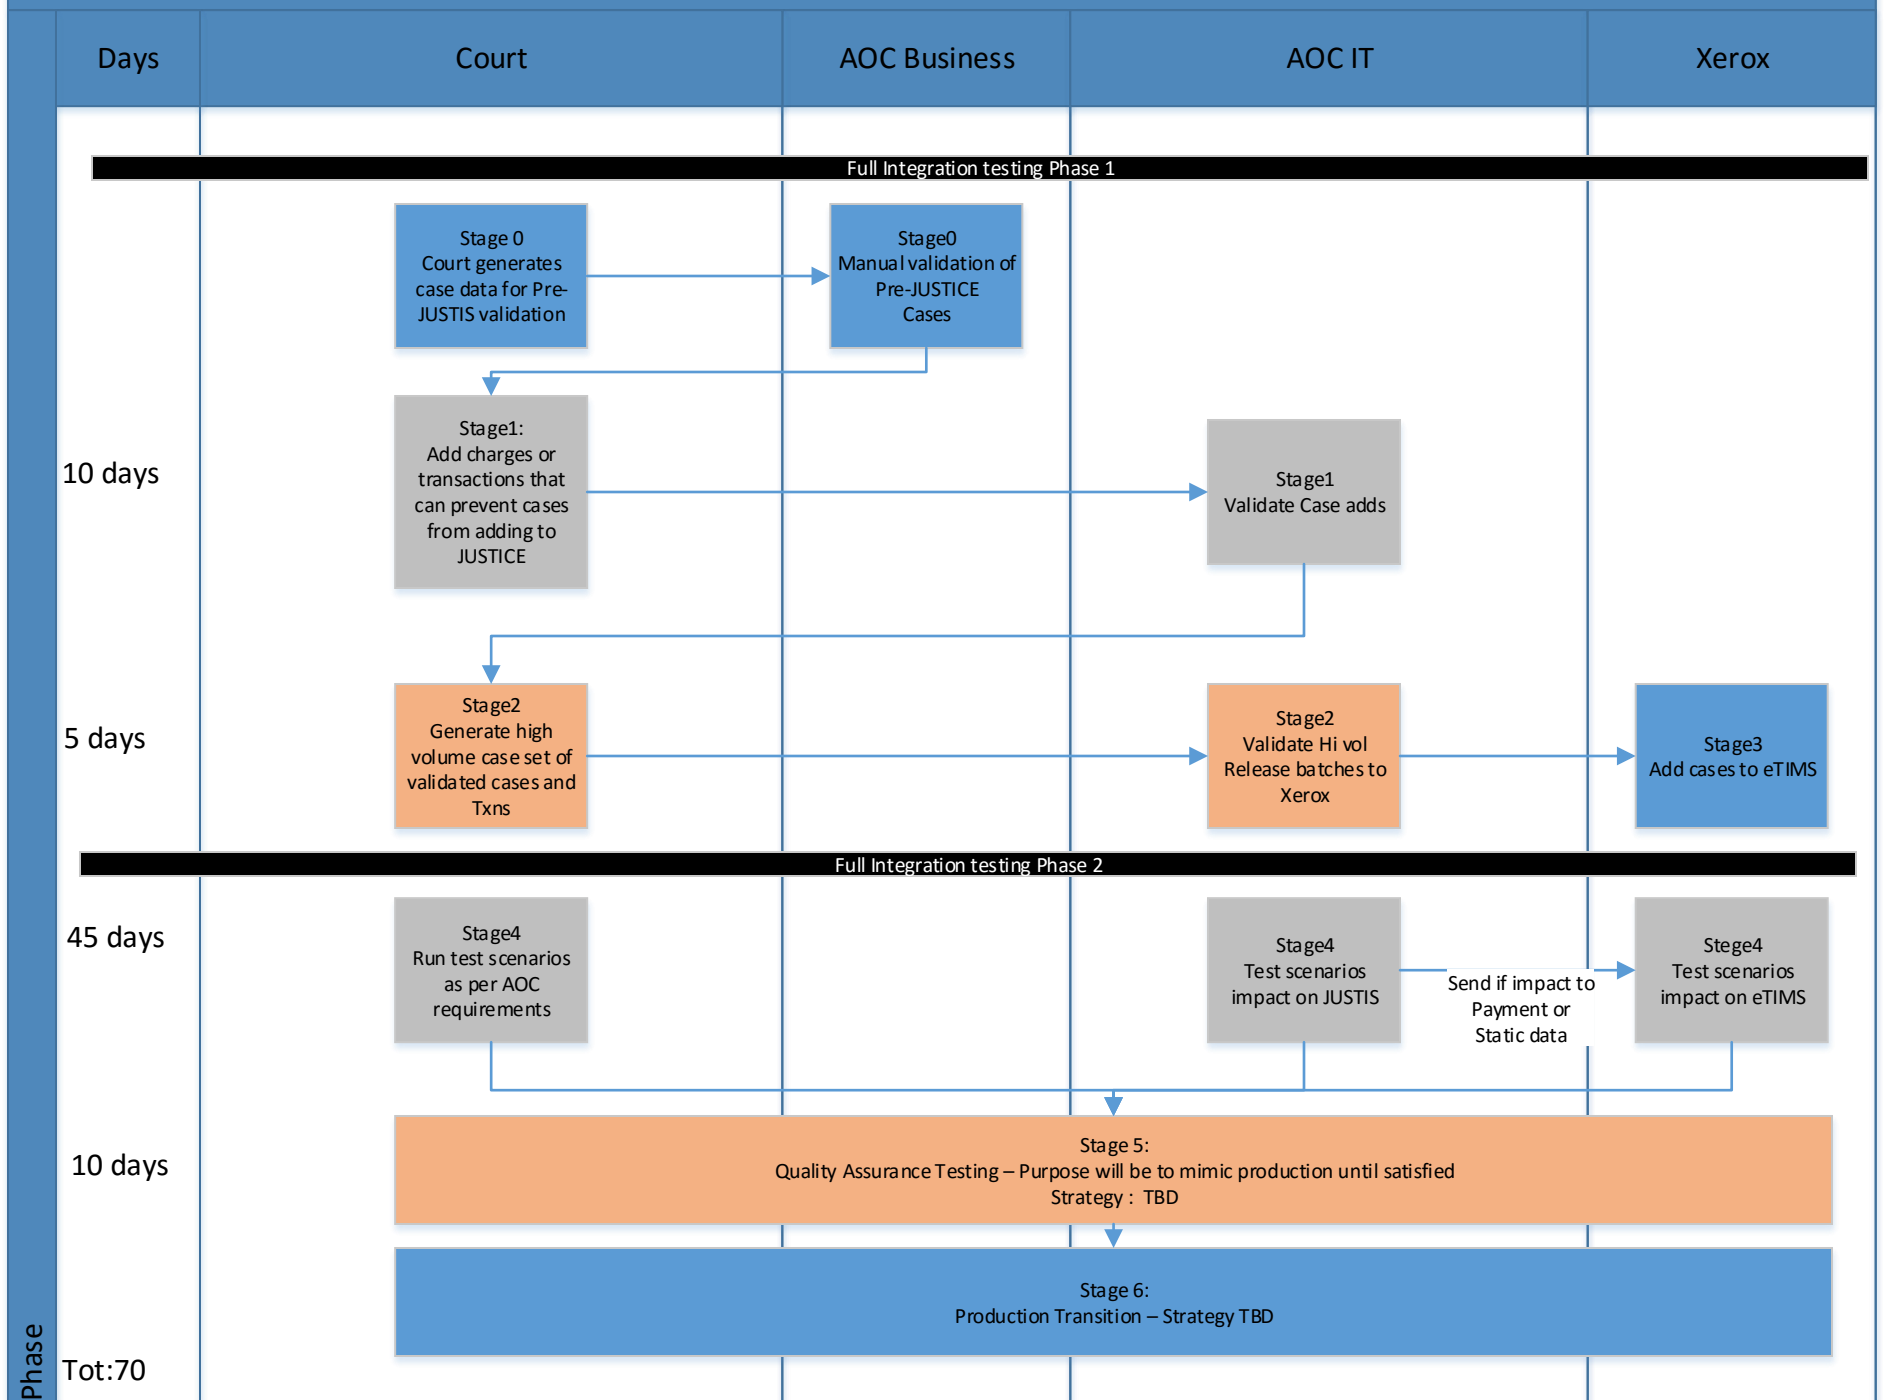 Days
Court
AOC Business
AOC IT
Xerox
Full Integration testing Phase 1
Stage 0
Court generates
case data for Pre-
JUSTIS validation
Stage0
Manual validation of
Pre-JUSTICE
Cases
10 days
Stage1:
Add charges or
transactions that
can prevent cases
from adding to
JUSTICE
Stage1
Validate Case adds
5 days
Stage2
Generate high
volume case set of
validated cases and
Txns
Stage2
Validate Hi vol
Release batches to
Xerox
Stage3
Add cases to eTIMS
Full Integration testing Phase 2
45 days
Stage4
Run test scenarios
as per AOC
requirements
Stage4
Test scenarios
impact on JUSTIS
Send if impact to
Payment or
Static data
Stege4
Test scenarios
impact on eTIMS
10 days
Stage 5:
Quality Assurance Testing – Purpose will be to mimic production until satisfied
Strategy : TBD
Stage 6:
Production Transition – Strategy TBD
Phase
Tot:70